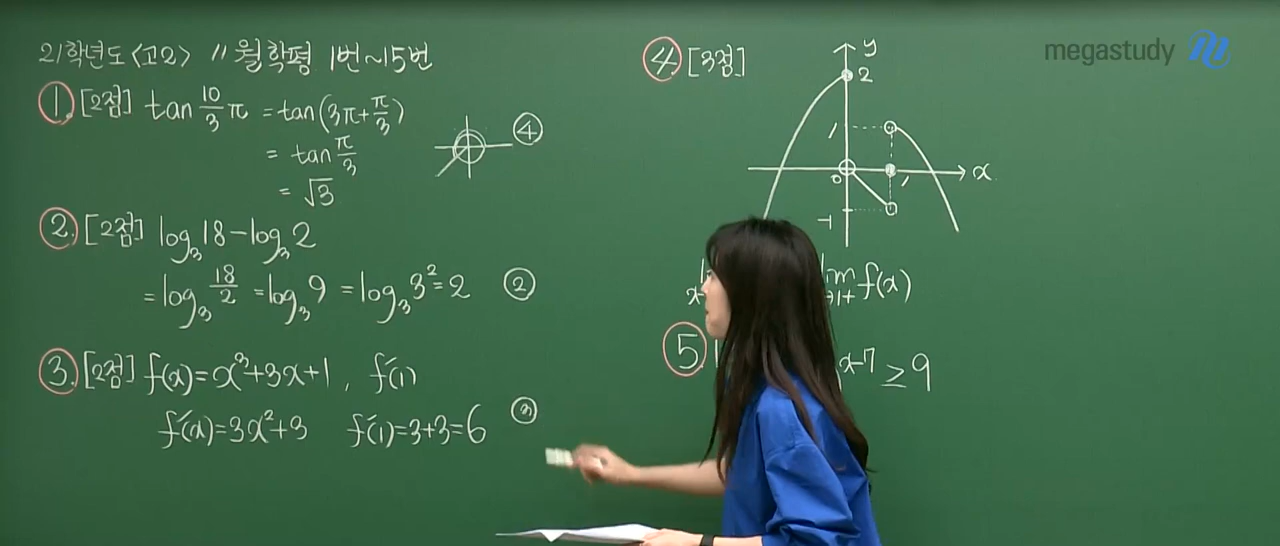 21학년도 <고2> 11월 학평 1번~15번
① [2점] tan 10/3 π = tan(3π+π/3)
= tan π/3
= √3
④
② [2점] log₃18-log₃2
= log₃ 18/2 = log₃9 = log₃3² = 2
②
③ [2점] f(x)=x³+3x+1, f′(1)
f′(x)=3x²+3 f′(1)=3+3=6
③
④ [3점]
y
2
1
0
1
x
-1
f(x)
1+
⑤
x-7 ≥ 9
megastudy